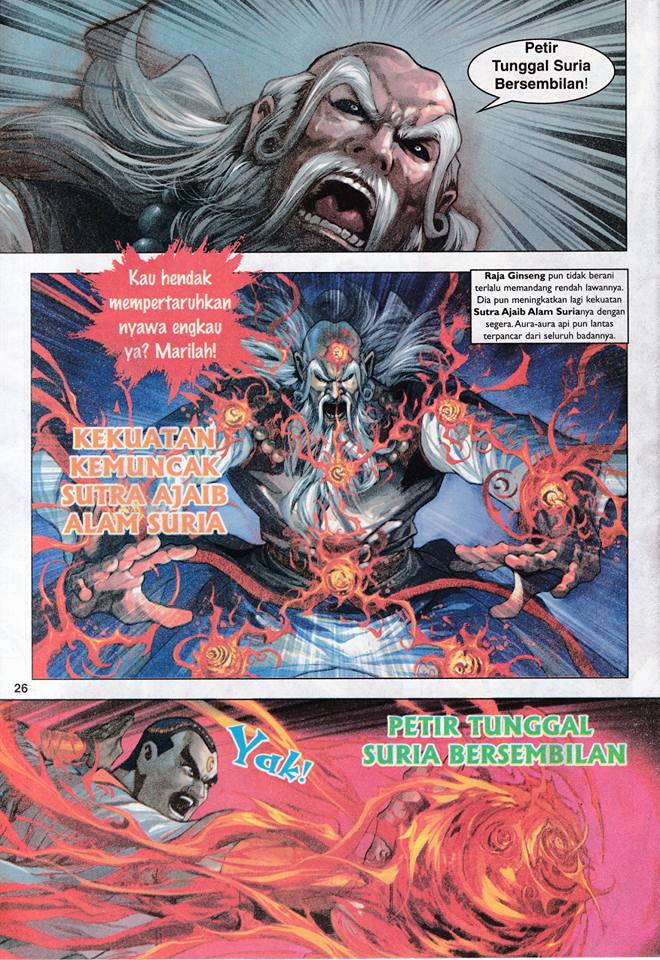 Petir
Tunggal Suria
Bersembilan!
Kau hendak
mempertaruhkan
nyawa engkau
ya? Marilah!
Raja Ginseng pun tidak berani
terlalu memandang rendah lawannya.
Dia pun meningkatkan lagi kekuatan
Sutra Ajaib Alam Surianya dengan
segera. Aura-aura api pun lantas
terpancar dari seluruh badannya.
KEKUATAN
KEMUNCAK
SUTRA AJAIB
ALAM SURIA
26
Yak!
PETIR TUNGGAL
SURIA BERSEMBILAN